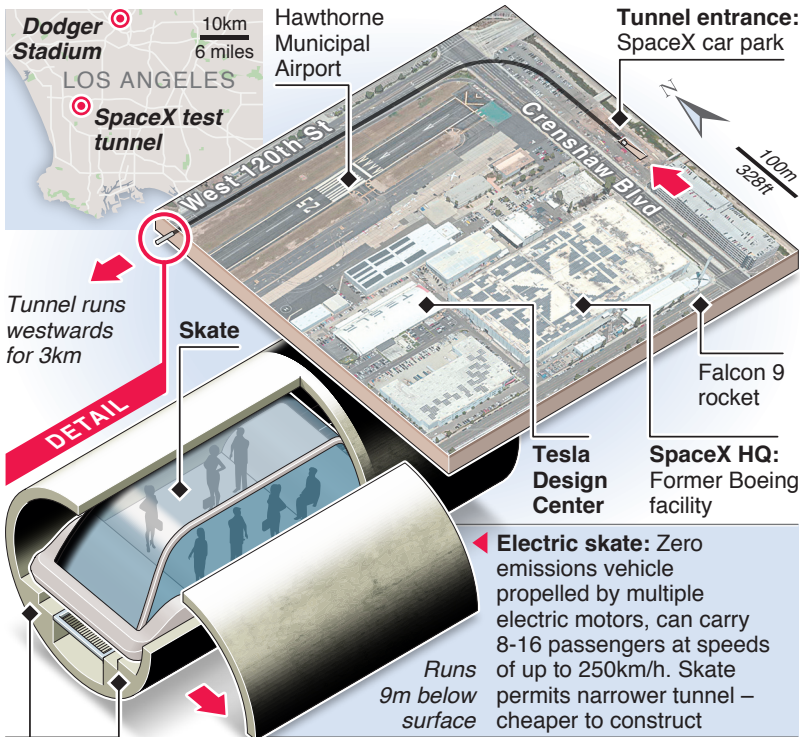 Dodger
Stadium
10km
6 miles
LOS ANGELES
SpaceX test
tunnel
Hawthorne
Municipal
Airport
Tunnel entrance:
SpaceX car park
N
100m
328ft
West 120th St
Crenshaw Blvd
25
Tunnel runs
westwards
for 3km
Skate
DETAIL
Falcon 9
rocket
Tesla
Design
Center
SpaceX HQ:
Former Boeing
facility
Electric skate: Zero
emissions vehicle
propelled by multiple
electric motors, can carry
8-16 passengers at speeds
of up to 250km/h. Skate
permits narrower tunnel –
cheaper to construct
Runs
9m below
surface